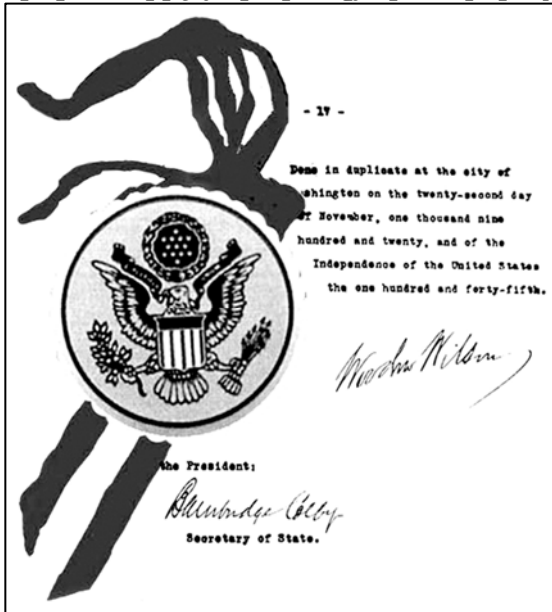 - 17 -
Done in duplicate at the city of
shington on the twenty-second day
of November, one thousand nine
hundred and twenty, and of the
Independence of the United States
the one hundred and forty-fifth.
Woodrow Wilson
the President:
Bainbridge Colby
Secretary of State.